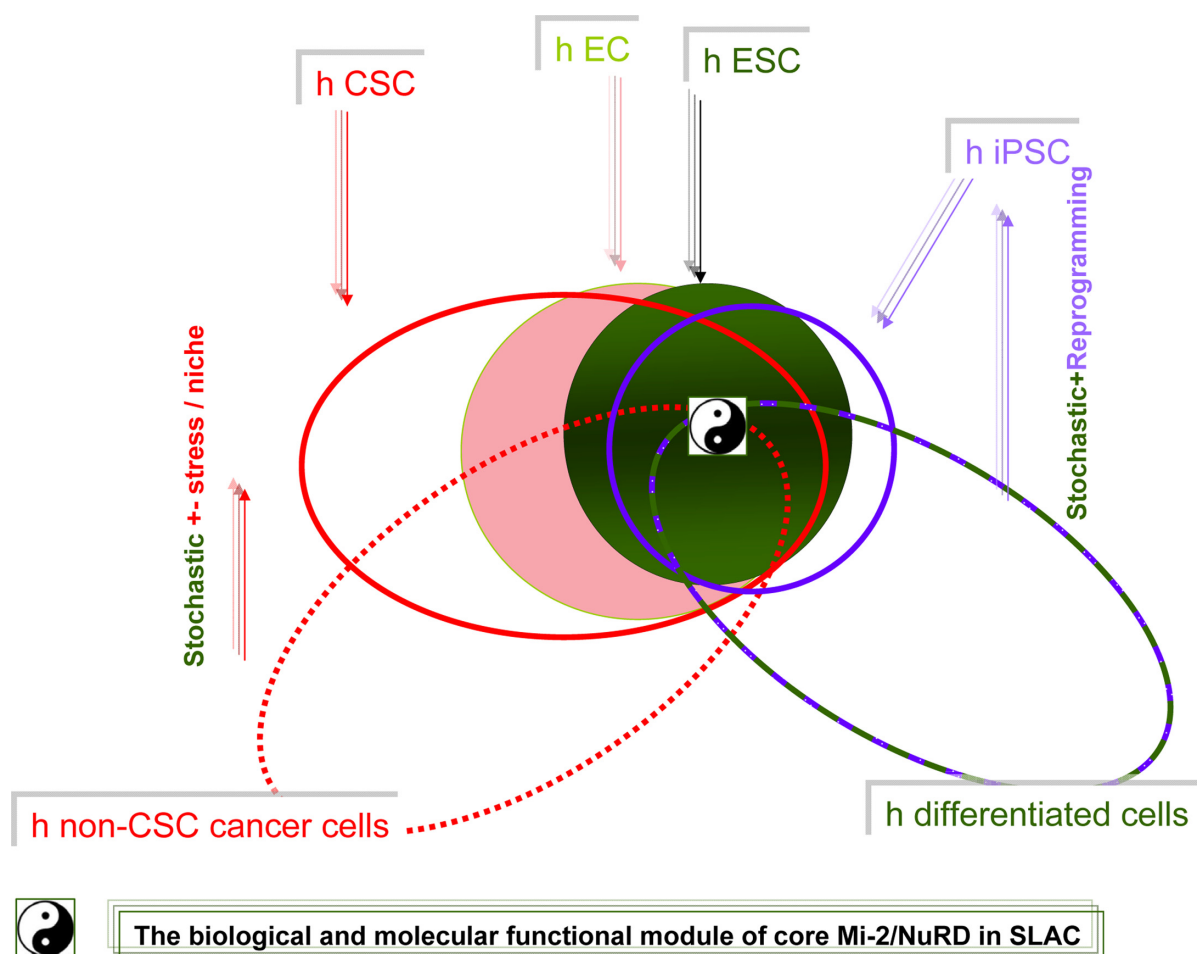 h EC
h ESC
h CSC
h iPSC
Stochastic +- stress / niche
Stochastic+Reprogramming
h non-CSC cancer cells
h differentiated cells
The biological and molecular functional module of core Mi-2/NuRD in SLAC